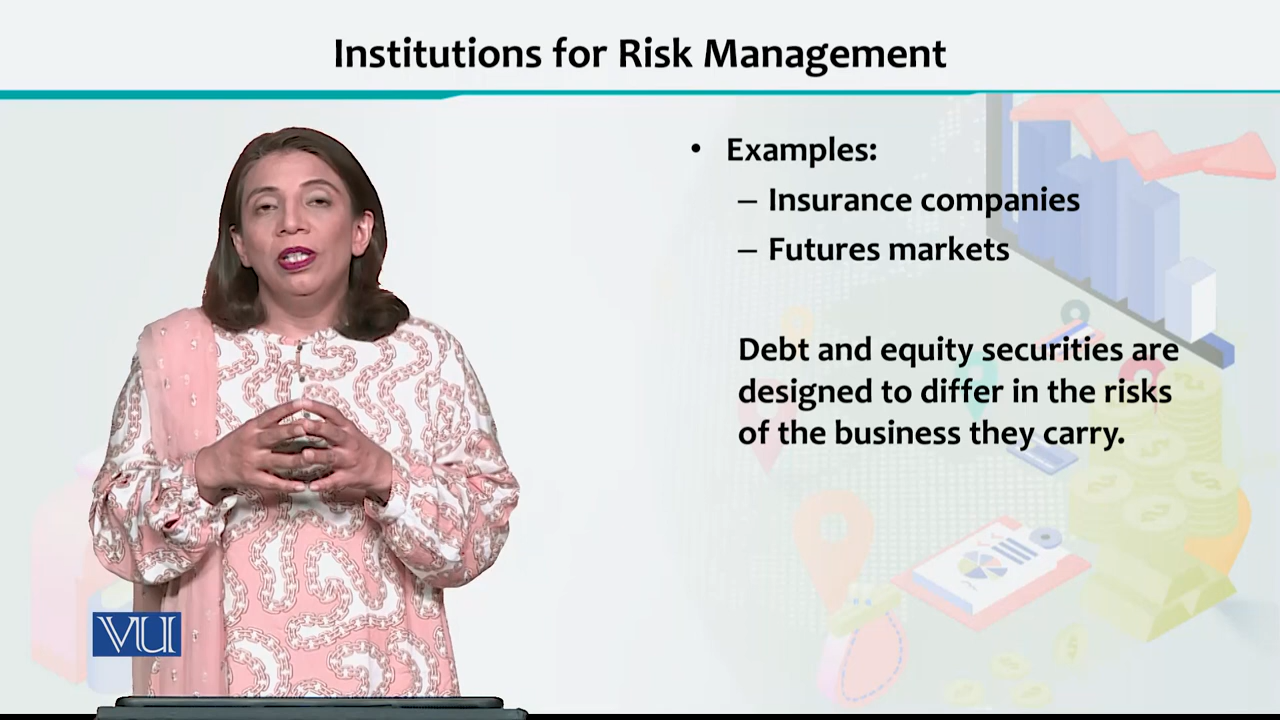 Institutions for Risk Management
• Examples:
– Insurance companies
– Futures markets
Debt and equity securities are
designed to differ in the risks
of the business they carry.
VU